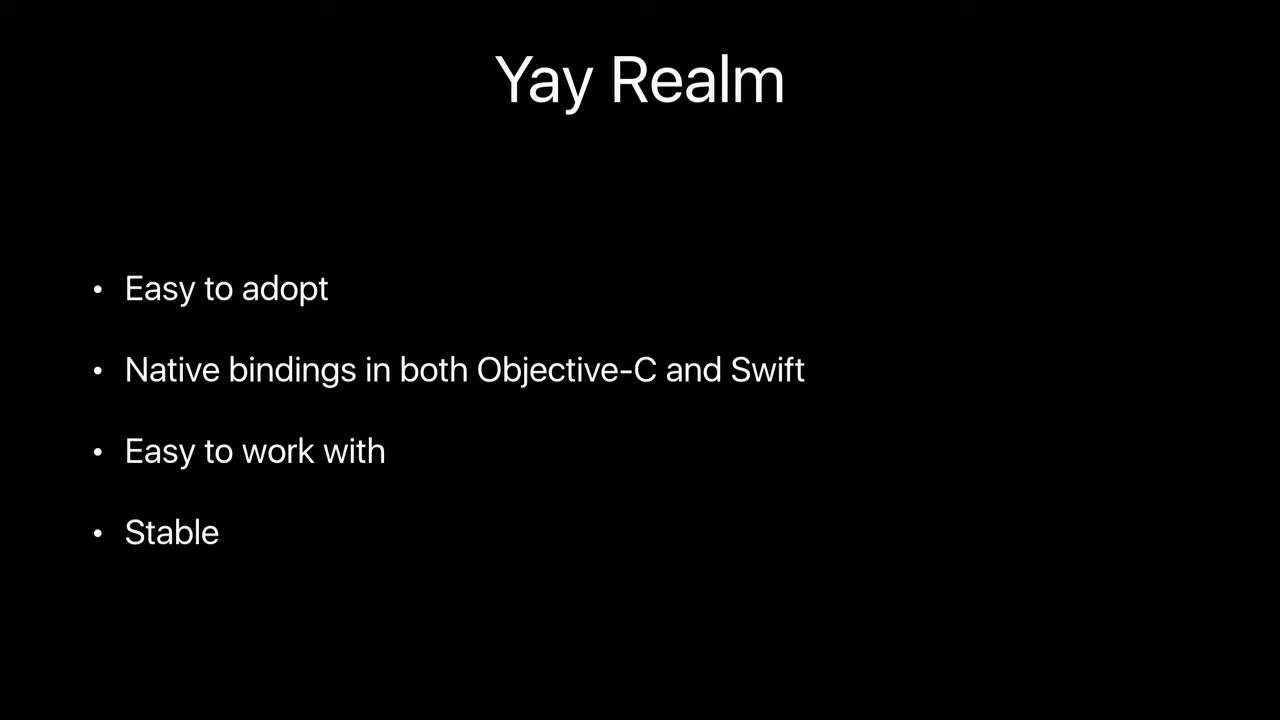 Yay Realm
• Easy to adopt
• Native bindings in both Objective-C and Swift
• Easy to work with
• Stable